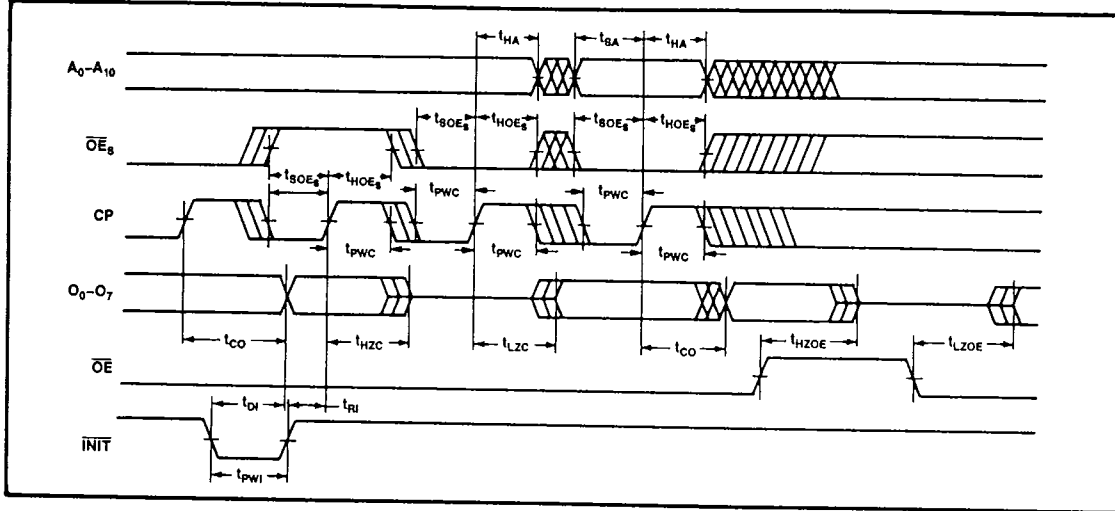 tHA tSA tHA
A0–A10
tSOES tHOES tSOES tHOES
OES
tSOES tHOES tPWC tPWC
CP
tPWC tPWC tPWC
O0–O7
tCO tHZC tLZC tCO tHZOE tLZOE
OE
tDI tRI
INIT
tPWI